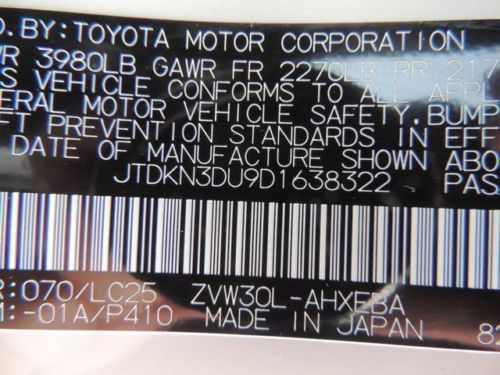 D.BY:TOYOTA MOTOR CORPORATION
WR 3980LB GAWR FR 2270LB RR 217
S VEHICLE CONFORMS TO ALL APPL
ERAL MOTOR VEHICLE SAFETY, BUMP
FT PREVENTION STANDARDS IN EFF
DATE OF MANUFACTURE SHOWN ABO
JTDKN3DU9D1638322 PAS
R:070/LC25 ZVW30L-AHXEBA
M:-01A/P410 MADE IN JAPAN 82